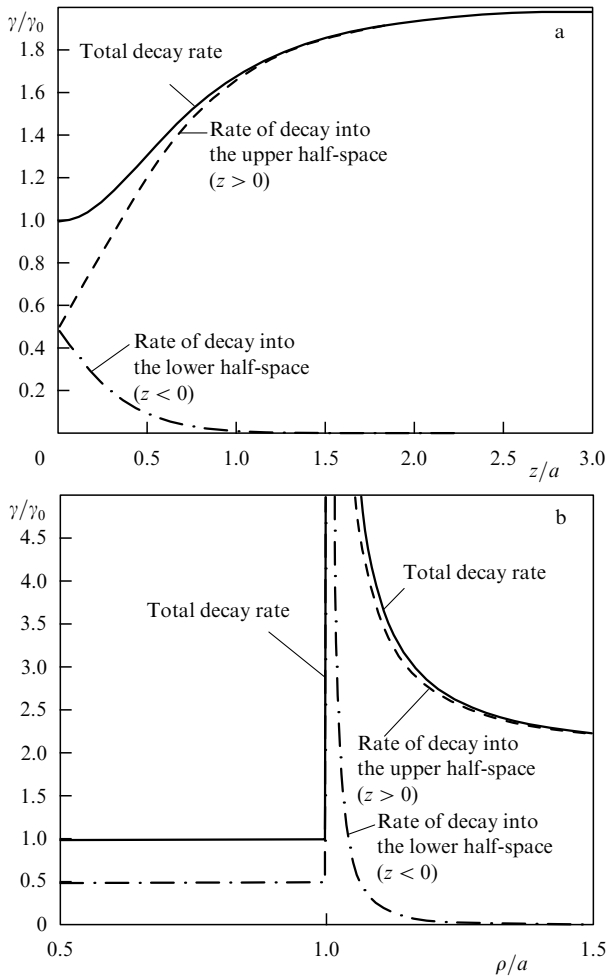 γ/γ₀
a
1.8
1.6
1.4
1.2
1.0
0.8
0.6
0.4
0.2
0
0.5
1.0
1.5
2.0
2.5
3.0
z/a
Total decay rate
Rate of decay into
the upper half-space
(z > 0)
Rate of decay into
the lower half-space
(z < 0)
γ/γ₀
b
4.5
4.0
3.5
3.0
2.5
2.0
1.5
1.0
0.5
0
0.5
1.0
1.5
ρ/a
Total decay rate
Total decay rate
Rate of decay into
the upper half-space
(z > 0)
Rate of decay into
the lower half-space
(z < 0)